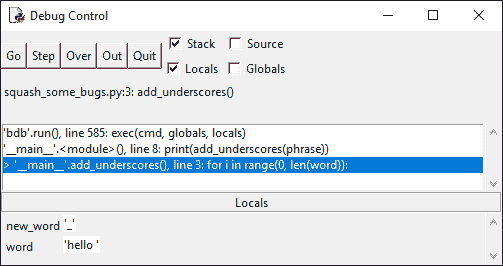 Debug Control
Go Step Over Out Quit
Stack Source
Locals Globals
squash_some_bugs.py:3: add_underscores()
'bdb'.run(), line 585: exec(cmd, globals, locals)
'__main__'.<module>(), line 8: print(add_underscores(phrase))
> '__main__'.add_underscores(), line 3: for i in range(0, len(word)):
Locals
new_word '_'
word 'hello '